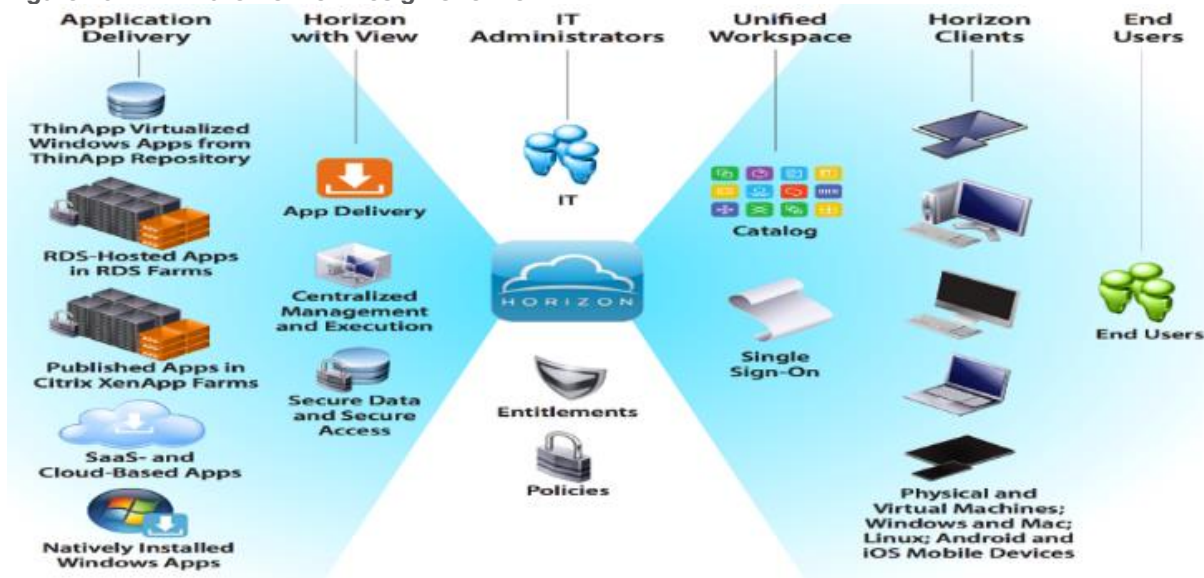 Application
Delivery
Horizon
with View
IT
Administrators
Unified
Workspace
Horizon
Clients
End
Users
ThinApp Virtualized
Windows Apps from
ThinApp Repository
RDS-Hosted Apps
in RDS Farms
Published Apps in
Citrix XenApp Farms
SaaS- and
Cloud-Based Apps
Natively Installed
Windows Apps
App Delivery
Centralized
Management
and Execution
Secure Data
and Secure
Access
IT
HORIZON
Entitlements
Policies
Catalog
Single
Sign-On
Physical and
Virtual Machines;
Windows and Mac;
Linux; Android and
iOS Mobile Devices
End Users